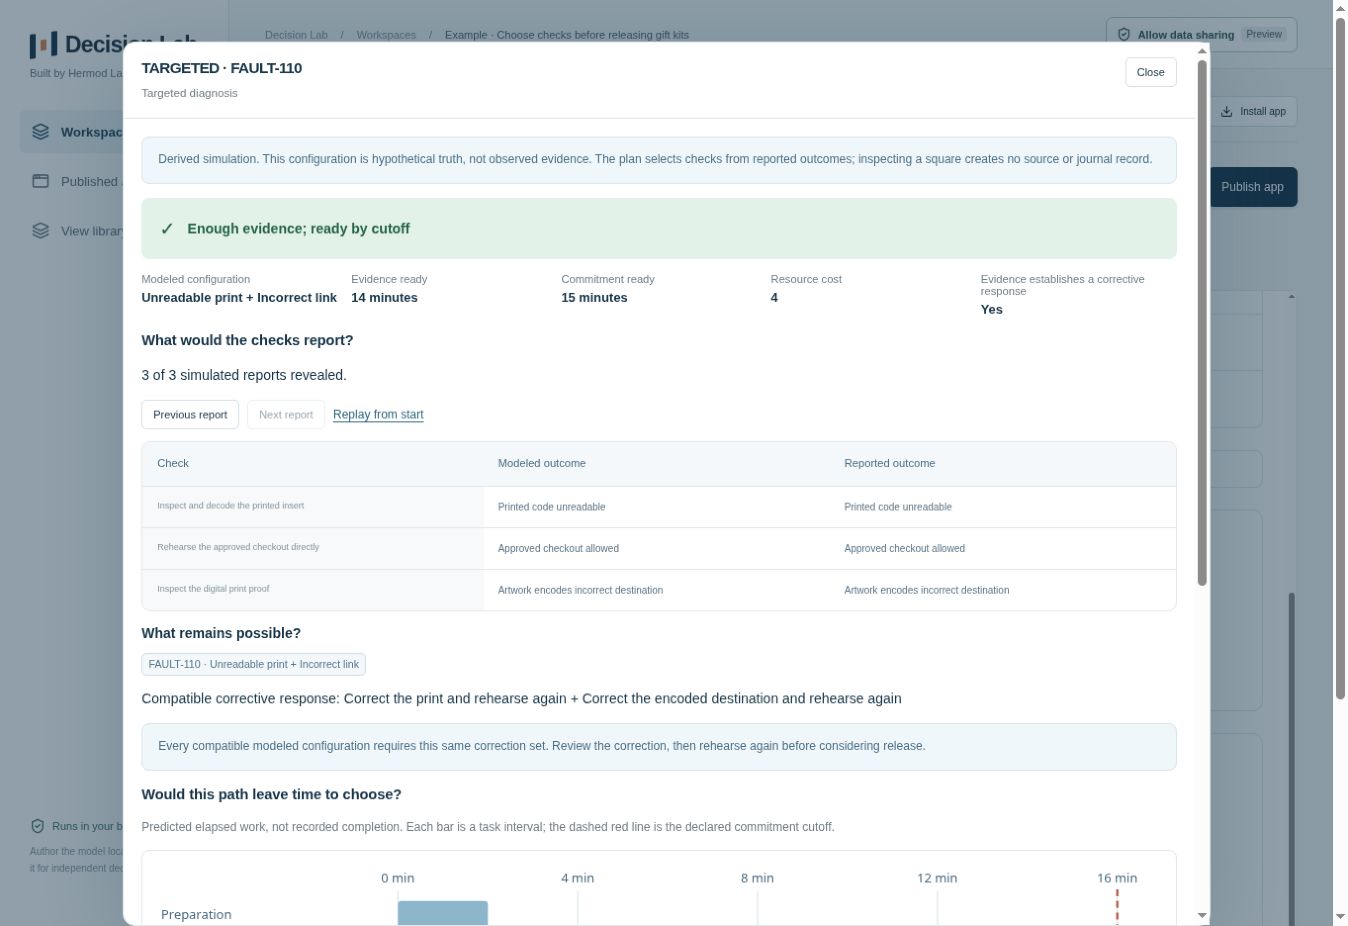 Decision Lab
Built by Hermod La
Decision Lab / Workspaces / Example · Choose checks before releasing gift kits
Allow data sharing Preview
Install app
Publish app
Workspac
Published
View library
Runs in your b
Author the model loc
it for independent dec
TARGETED · FAULT-110
Targeted diagnosis
Close
Derived simulation. This configuration is hypothetical truth, not observed evidence. The plan selects checks from reported outcomes; inspecting a square creates no source or journal record.
✓ Enough evidence; ready by cutoff
Modeled configuration
Unreadable print + Incorrect link
Evidence ready
14 minutes
Commitment ready
15 minutes
Resource cost
4
Evidence establishes a corrective
response
Yes
What would the checks report?
3 of 3 simulated reports revealed.
Previous report Next report Replay from start
Check Modeled outcome Reported outcome
Inspect and decode the printed insert Printed code unreadable Printed code unreadable
Rehearse the approved checkout directly Approved checkout allowed Approved checkout allowed
Inspect the digital print proof Artwork encodes incorrect destination Artwork encodes incorrect destination
What remains possible?
FAULT-110 · Unreadable print + Incorrect link
Compatible corrective response: Correct the print and rehearse again + Correct the encoded destination and rehearse again
Every compatible modeled configuration requires this same correction set. Review the correction, then rehearse again before considering release.
Would this path leave time to choose?
Predicted elapsed work, not recorded completion. Each bar is a task interval; the dashed red line is the declared commitment cutoff.
0 min 4 min 8 min 12 min 16 min
Preparation